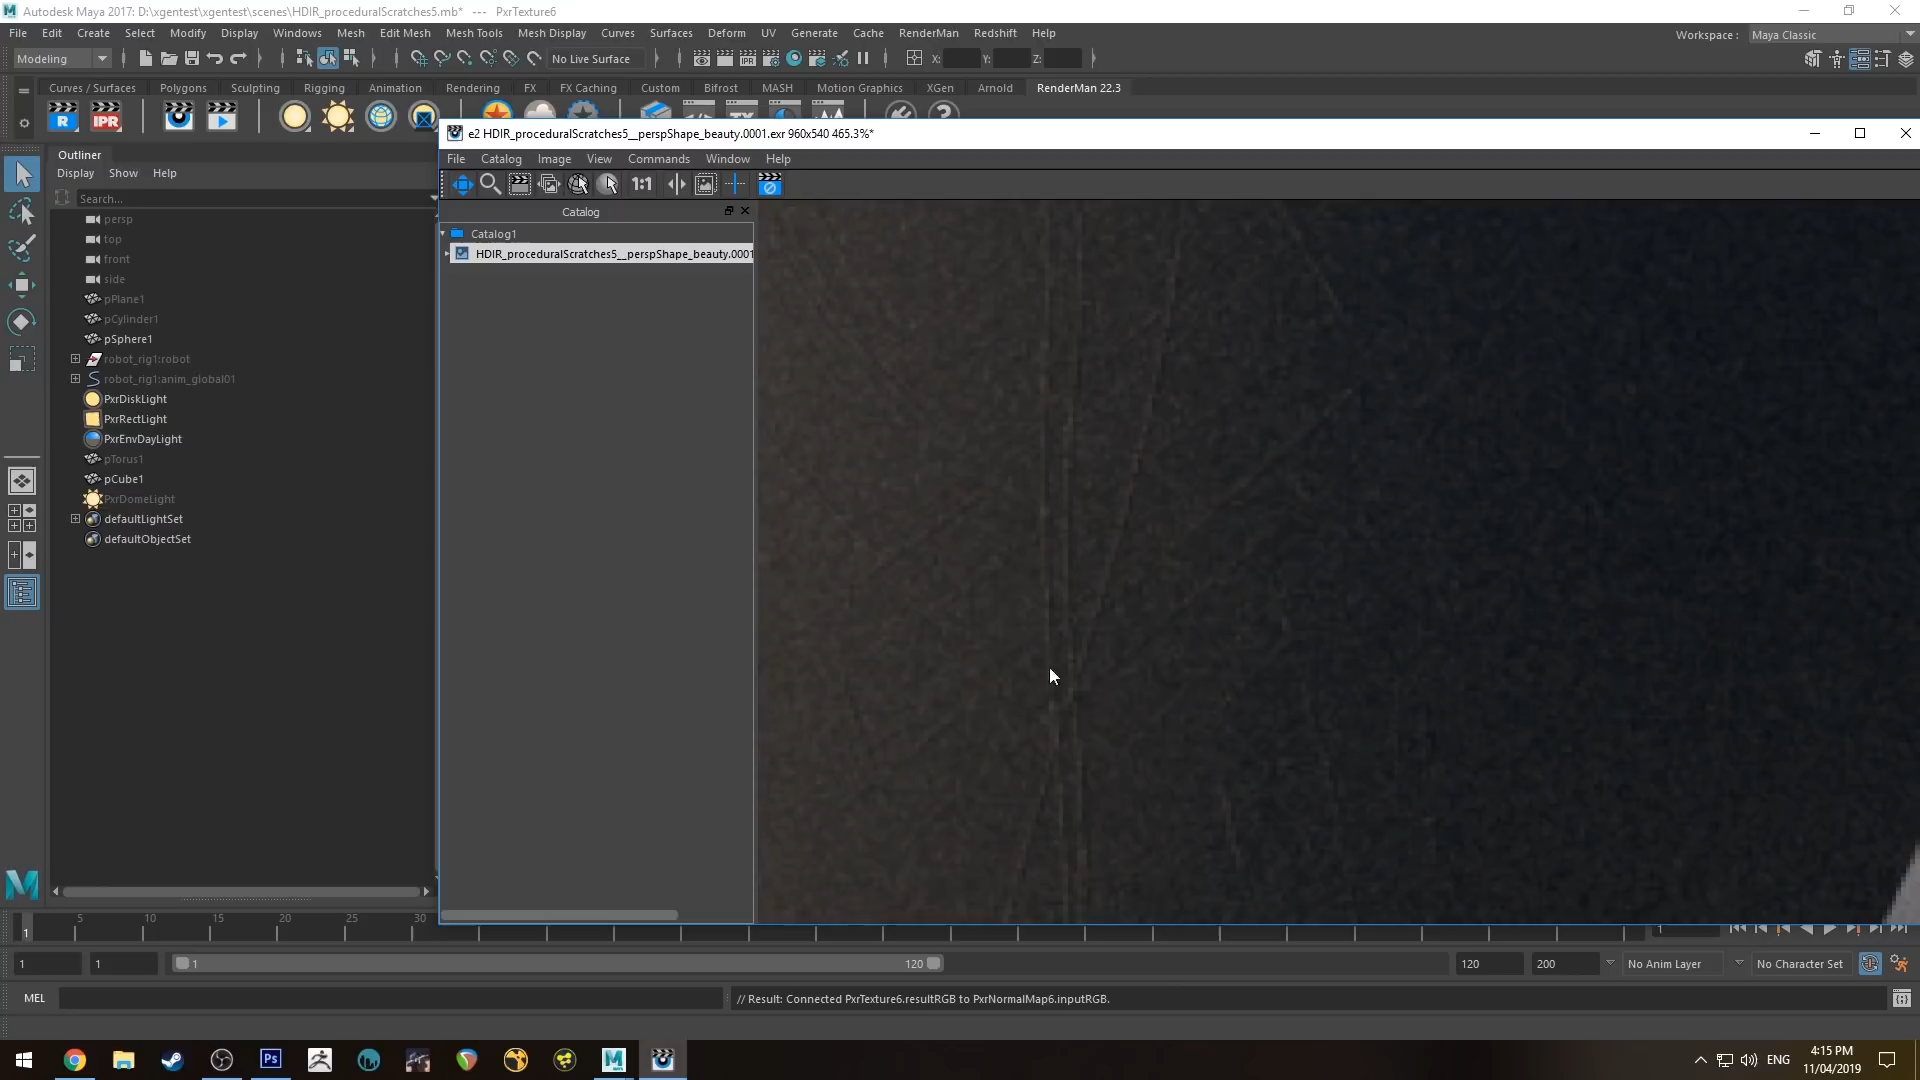 Autodesk Maya 2017: D:\xgentest\xgentest\scenes\HDIR_proceduralScratches5.mb* --- PxrTexture6
File Edit Create Select Modify Display Windows Mesh Edit Mesh Mesh Tools Mesh Display Curves Surfaces Deform UV Generate Cache RenderMan Redshift Help
Workspace : Maya Classic
Modeling No Live Surface IPR X: Y: Z:
Curves / Surfaces Polygons Sculpting Rigging Animation Rendering FX FX Caching Custom Bifrost MASH Motion Graphics XGen Arnold RenderMan 22.3
R IPR
e2 HDIR_proceduralScratches5__perspShape_beauty.0001.exr 960x540 465.3%*
File Catalog Image View Commands Window Help
1:1
Catalog
Catalog1
HDIR_proceduralScratches5__perspShape_beauty.0001
Outliner
Display Show Help
Search...
persp
top
front
side
pPlane1
pCylinder1
pSphere1
robot_rig1:robot
robot_rig1:anim_global01
PxrDiskLight
PxrRectLight
PxrEnvDayLight
pTorus1
pCube1
PxrDomeLight
defaultLightSet
defaultObjectSet
5 10 15 20 25 30
1 1
1 1 1 120 120 200 No Anim Layer No Character Set
MEL // Result: Connected PxrTexture6.resultRGB to PxrNormalMap6.inputRGB.
Ps ENG 4:15 PM
11/04/2019